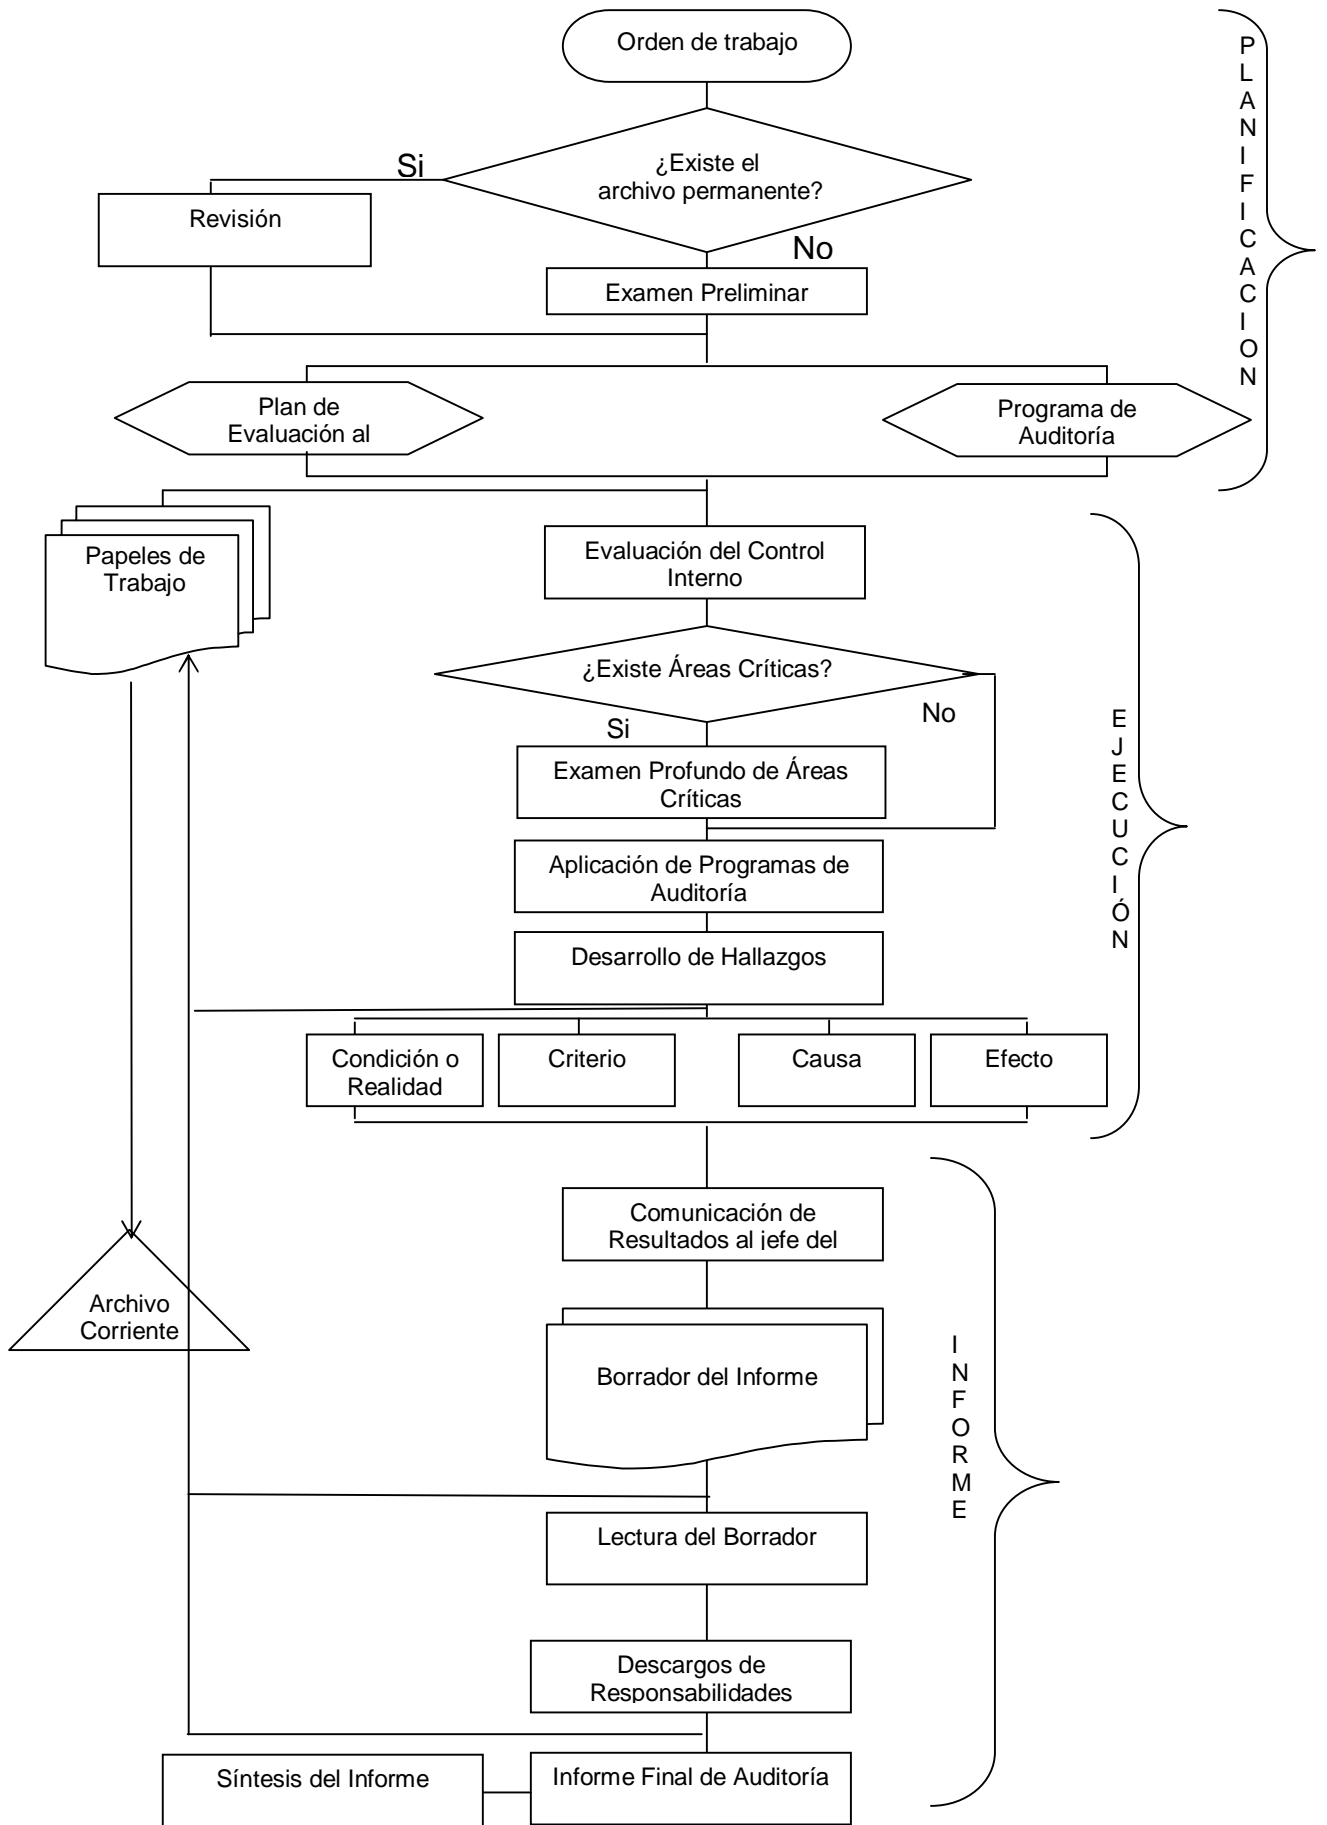 Orden de trabajo
¿Existe el
archivo permanente?
Si
Revisión
No
Examen Preliminar
Plan de
Evaluación al
Programa de
Auditoría
PLANIFICACION
Papeles de
Trabajo
Evaluación del Control
Interno
¿Existe Áreas Críticas?
Si
No
Examen Profundo de Áreas
Críticas
Aplicación de Programas de
Auditoría
Desarrollo de Hallazgos
Condición o
Realidad
Criterio
Causa
Efecto
EJECUCIÓN
Comunicación de
Resultados al jefe del
Archivo
Corriente
Borrador del Informe
Lectura del Borrador
Descargos de
Responsabilidades
Síntesis del Informe
Informe Final de Auditoría
INFORME